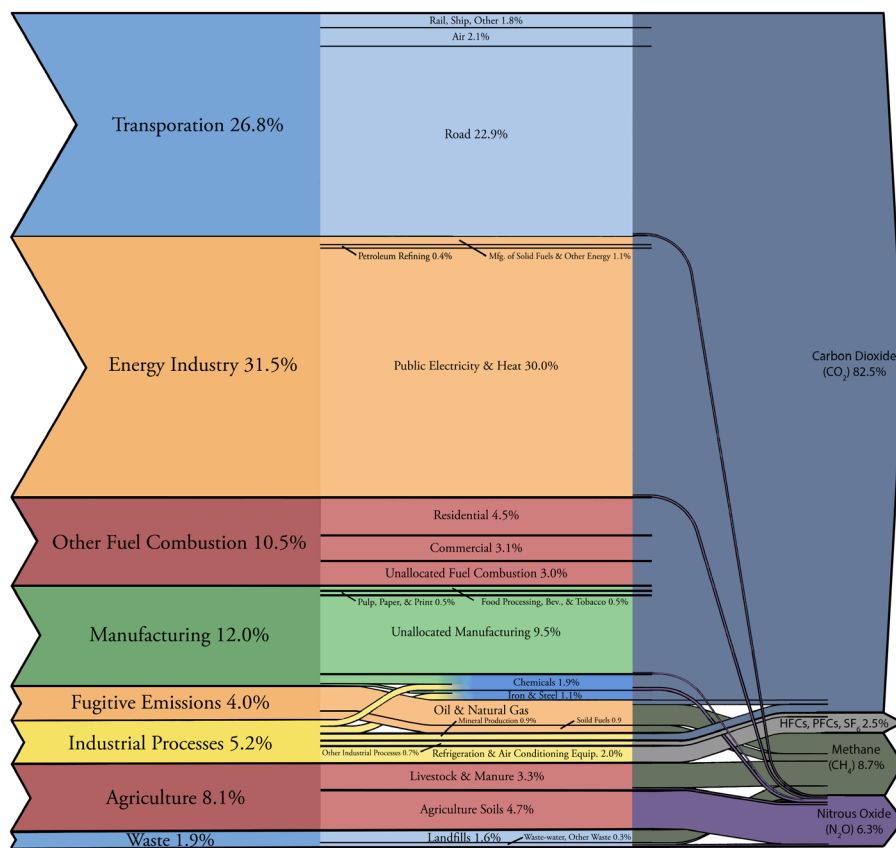 Rail, Ship, Other 1.8%
Air 2.1%
Transporation 26.8%
Road 22.9%
Petroleum Refining 0.4%
Mfg. of Solid Fuels & Other Energy 1.1%
Energy Industry 31.5%
Public Electricity & Heat 30.0%
Carbon Dioxide
(CO₂) 82.5%
Residential 4.5%
Other Fuel Combustion 10.5%
Commercial 3.1%
Unallocated Fuel Combustion 3.0%
Pulp, Paper, & Print 0.5%
Food Processing, Bev., & Tobacco 0.5%
Manufacturing 12.0%
Unallocated Manufacturing 9.5%
Chemicals 1.9%
Iron & Steel 1.1%
Fugitive Emissions 4.0%
Oil & Natural Gas
Mineral Production 0.9%
Soild Fuels 0.9
HFCs, PFCs, SF₆ 2.5%
Industrial Processes 5.2%
Other Industrial Processes 0.7%
Refrigeration & Air Conditioning Equip. 2.0%
Methane
(CH₄) 8.7%
Livestock & Manure 3.3%
Agriculture 8.1%
Agriculture Soils 4.7%
Nitrous Oxide
(N₂O) 6.3%
Waste 1.9%
Landfills 1.6%
Waste-water, Other Waste 0.3%